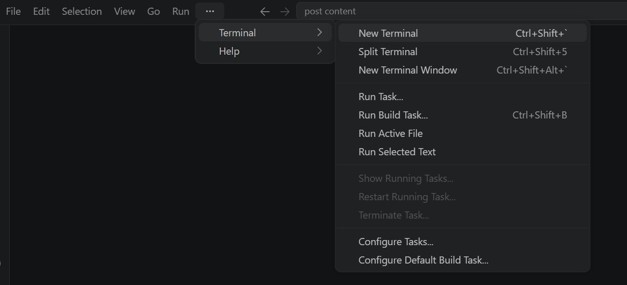 File Edit Selection View Go Run ... post content
Terminal
Help
New Terminal Ctrl+Shift+`
Split Terminal Ctrl+Shift+5
New Terminal Window Ctrl+Shift+Alt+`
Run Task...
Run Build Task... Ctrl+Shift+B
Run Active File
Run Selected Text
Show Running Tasks...
Restart Running Task...
Terminate Task...
Configure Tasks...
Configure Default Build Task...